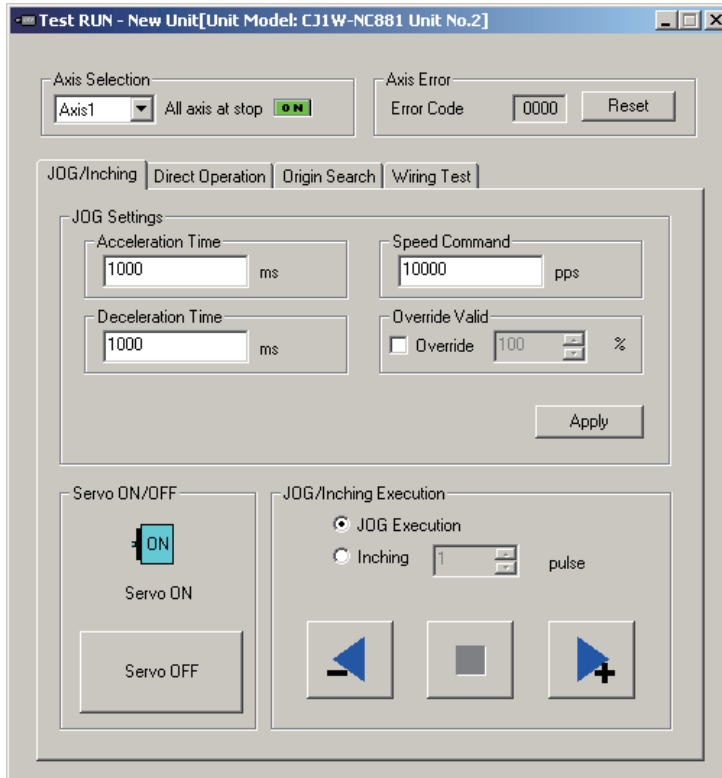 Test RUN - New Unit[Unit Model: CJ1W-NC881 Unit No.2]
Axis Selection
Axis1 All axis at stop ON
Axis Error
Error Code 0000 Reset
JOG/Inching Direct Operation Origin Search Wiring Test
JOG Settings
Acceleration Time
1000 ms
Speed Command
10000 pps
Deceleration Time
1000 ms
Override Valid
Override 100 %
Apply
Servo ON/OFF
ON
Servo ON
Servo OFF
JOG/Inching Execution
JOG Execution
Inching 1 pulse